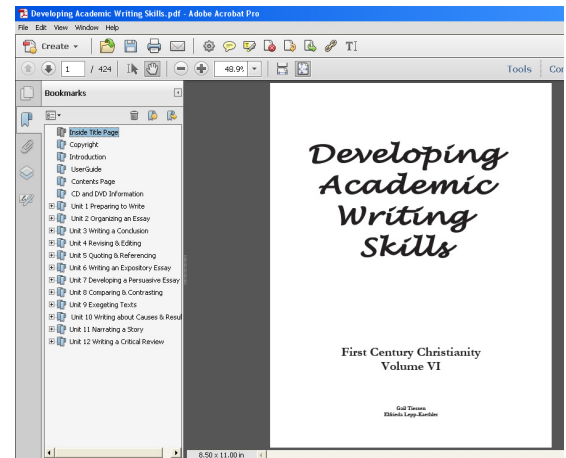 Developing Academic Writing Skills.pdf - Adobe Acrobat Pro
File Edit View Window Help
Create
1 / 424 48.9% Tools
Bookmarks
Inside Title Page
Copyright
Introduction
UserGuide
Contents Page
CD and DVD Information
Unit 1 Preparing to Write
Unit 2 Organizing an Essay
Unit 3 Writing a Conclusion
Unit 4 Revising & Editing
Unit 5 Quoting & Referencing
Unit 6 Writing an Expository Essay
Unit 7 Developing a Persuasive Essay
Unit 8 Comparing & Contrasting
Unit 9 Exegeting Texts
Unit 10 Writing about Causes & Resul
Unit 11 Narrating a Story
Unit 12 Writing a Critical Review
Developing
Academic
Writing
Skills
First Century Christianity
Volume VI
Gail Tiessen
Elfrieda Lepp-Kaethler
8.50 x 11.00 in